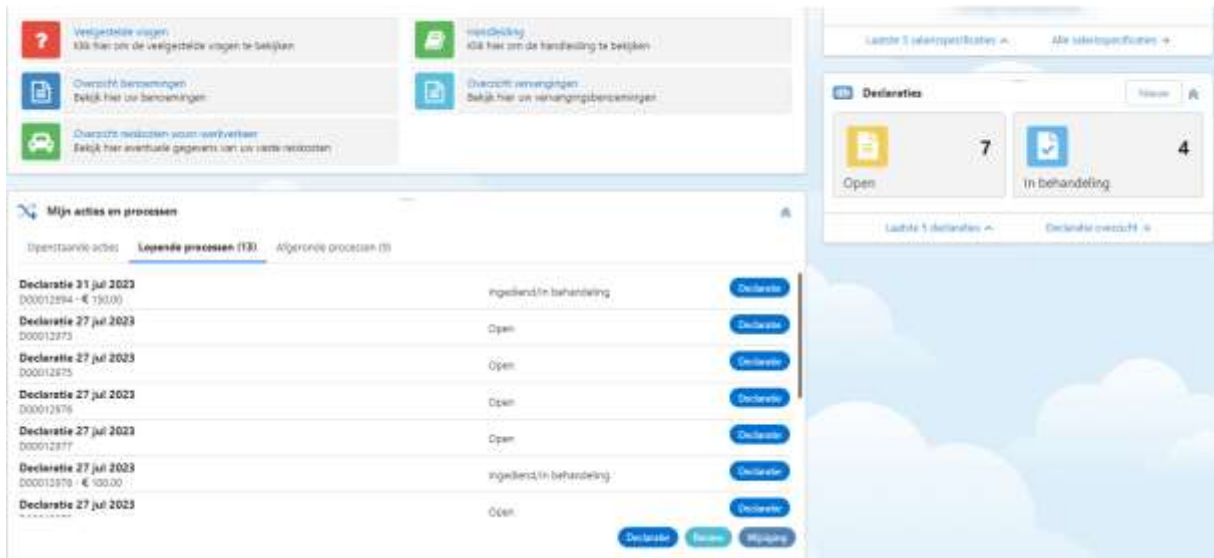 Veelgestelde vragen
Klik hier om de veelgestelde vragen te bekijken
Handleiding
Klik hier om de handleiding te bekijken
Overzicht benoemingen
Bekijk hier uw benoemingen
Overzicht vervangingen
Bekijk hier uw vervangingsbenoemingen
Overzicht reiskosten woon-werkverkeer
Bekijk hier eventuele gegevens van uw vaste reiskosten
Laatste 5 salarisspecificaties
Alle salarisspecificaties →
Declaraties
Nieuw
7
Open
4
In behandeling
Laatste 5 declaraties
Declaratie overzicht →
Mijn acties en processen
Openstaande acties
Lopende processen (13)
Afgeronde processen (9)
Declaratie 31 jul 2023
Ingediend/In behandeling
Declaratie
D00012894 - € 150,00
Declaratie 27 jul 2023
Open
Declaratie
D00012873
Declaratie 27 jul 2023
Open
Declaratie
D00012875
Declaratie 27 jul 2023
Open
Declaratie
D00012876
Declaratie 27 jul 2023
Open
Declaratie
D00012877
Declaratie 27 jul 2023
Ingediend/In behandeling
Declaratie
D00012878 - € 100,00
Declaratie 27 jul 2023
Open
Declaratie
Declaratie
Wijziging